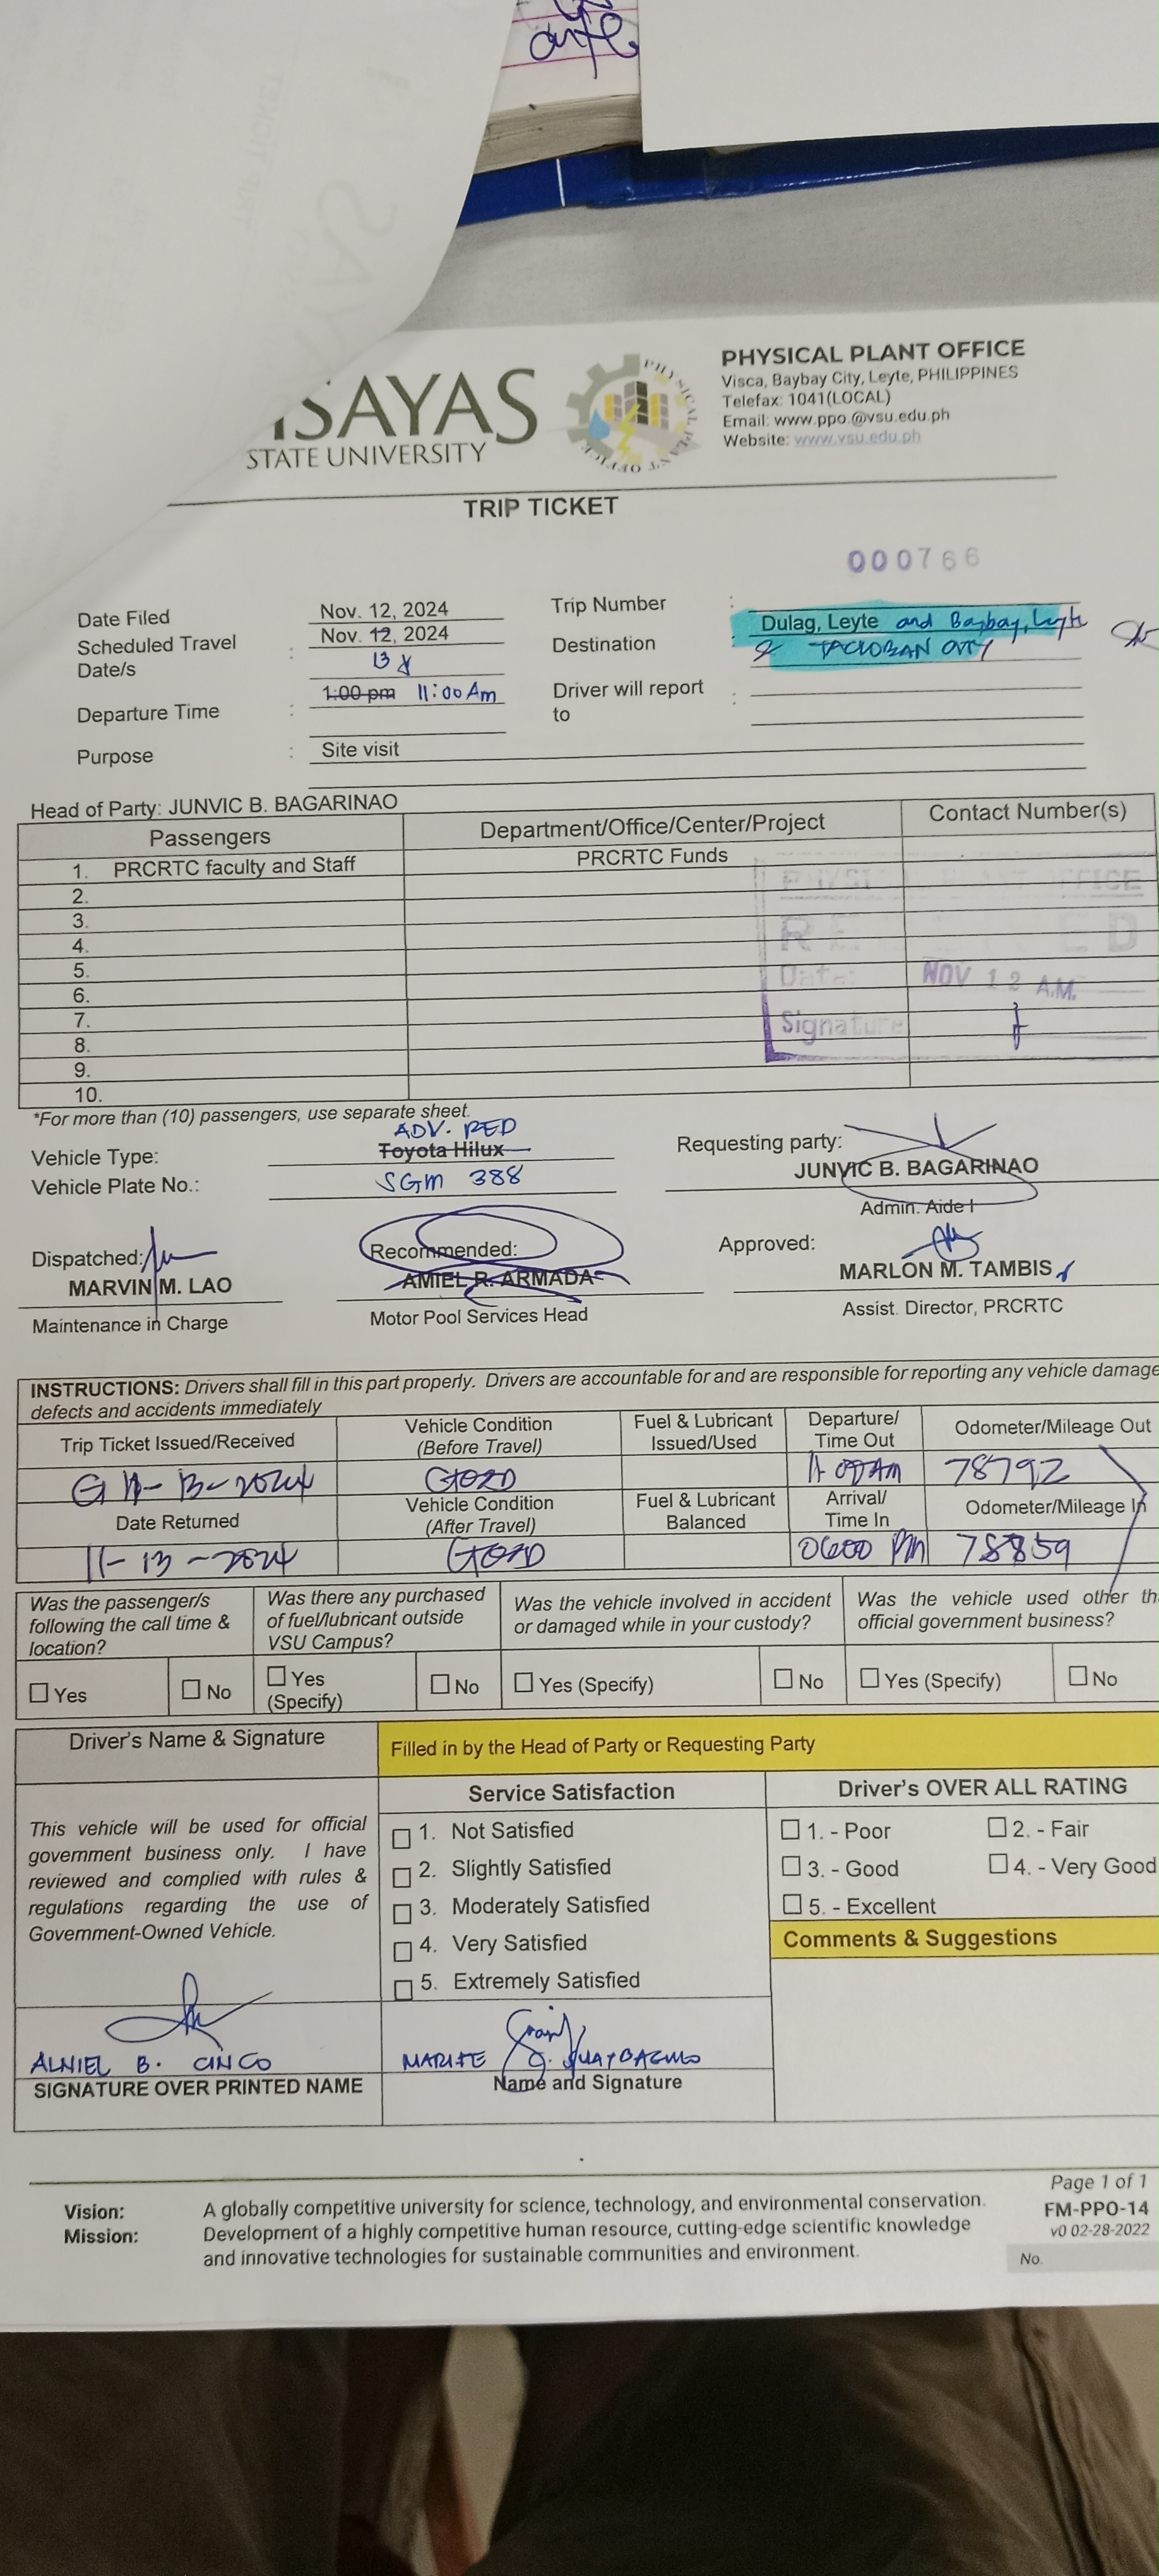 ISAYAS
STATE UNIVERSITY
PHYSICAL PLANT OFFICE
Visca, Baybay City, Leyte, PHILIPPINES
Telefax: 1041(LOCAL)
Email: www.ppo.@vsu.edu.ph
Website: www.vsu.edu.ph
TRIP TICKET
000766
Date Filed Nov. 12, 2024 Trip Number :
Scheduled Travel Date/s : Nov. 12, 2024 13
Destination : Dulag, Leyte and Baybay, Leyte
& TACLOBAN CITY
Departure Time : 1:00 pm 11:00 Am
Driver will report to :
Purpose : Site visit
Head of Party: JUNVIC B. BAGARINAO
Passengers Department/Office/Center/Project Contact Number(s)
1. PRCRTC faculty and Staff PRCRTC Funds
2.
3.
4.
5.
6.
7.
8.
9.
10.
RECEIVED
Date: NOV 12 A.M.
Signature
*For more than (10) passengers, use separate sheet.
ADV. RED
Vehicle Type: Toyota Hilux
Vehicle Plate No.: SGM 388
Requesting party:
JUNVIC B. BAGARINAO
Admin. Aide I
Dispatched: Recommended: Approved:
MARVIN M. LAO AMIEL R. ARMADA MARLON M. TAMBIS
Maintenance in Charge Motor Pool Services Head Assist. Director, PRCRTC
INSTRUCTIONS: Drivers shall fill in this part properly. Drivers are accountable for and are responsible for reporting any vehicle damage
defects and accidents immediately
Trip Ticket Issued/Received Vehicle Condition (Before Travel) Fuel & Lubricant Issued/Used Departure/ Time Out Odometer/Mileage Out
GOOD 78792
Date Returned Vehicle Condition (After Travel) Fuel & Lubricant Balanced Arrival/ Time In Odometer/Mileage In
11-13-2024 GOOD 0600 PM 78859
Was the passenger/s following the call time & location?
Was there any purchased of fuel/lubricant outside VSU Campus?
Was the vehicle involved in accident or damaged while in your custody?
Was the vehicle used other th official government business?
Yes No Yes (Specify) No Yes (Specify) No Yes (Specify) No
Driver's Name & Signature
Filled in by the Head of Party or Requesting Party
This vehicle will be used for official
government business only. I have
reviewed and complied with rules &
regulations regarding the use of
Government-Owned Vehicle.
Service Satisfaction
1. Not Satisfied
2. Slightly Satisfied
3. Moderately Satisfied
4. Very Satisfied
5. Extremely Satisfied
Driver's OVER ALL RATING
1. - Poor 2. - Fair
3. - Good 4. - Very Good
5. - Excellent
Comments & Suggestions
ALNIEL B. CINCO
SIGNATURE OVER PRINTED NAME
MARIFE
Name and Signature
Page 1 of 1
FM-PPO-14
v0 02-28-2022
No.
Vision: A globally competitive university for science, technology, and environmental conservation.
Mission: Development of a highly competitive human resource, cutting-edge scientific knowledge
and innovative technologies for sustainable communities and environment.